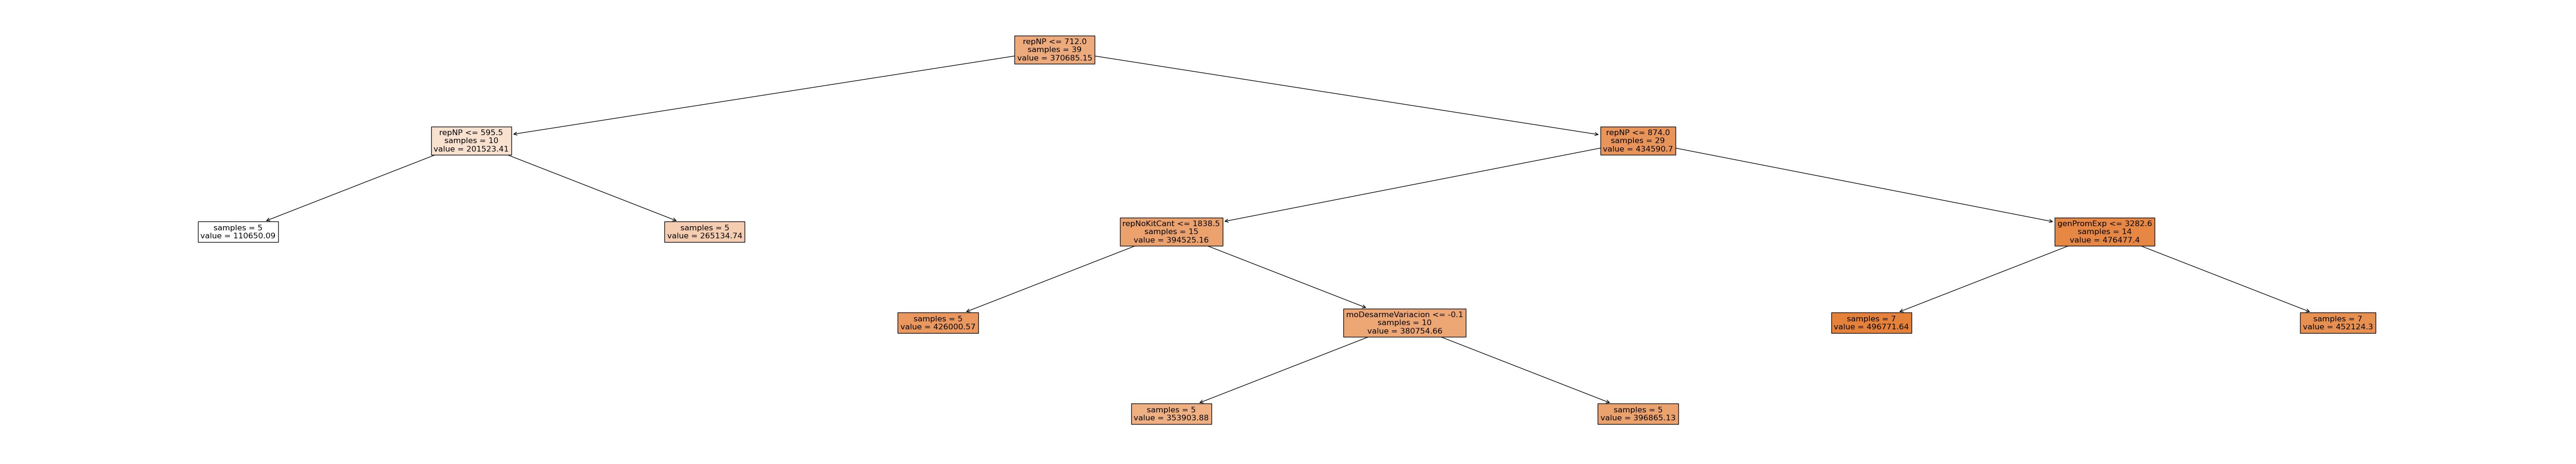 repNP <= 712.0
samples = 39
value = 370685.15
repNP <= 595.5
samples = 10
value = 201523.41
repNP <= 874.0
samples = 29
value = 434590.7
samples = 5
value = 110650.09
samples = 5
value = 265134.74
repNoKitCant <= 1838.5
samples = 15
value = 394525.16
genPromExp <= 3282.6
samples = 14
value = 476477.4
samples = 5
value = 426000.57
moDesarmeVariacion <= -0.1
samples = 10
value = 380754.66
samples = 7
value = 496771.64
samples = 7
value = 452124.3
samples = 5
value = 353903.88
samples = 5
value = 396865.13